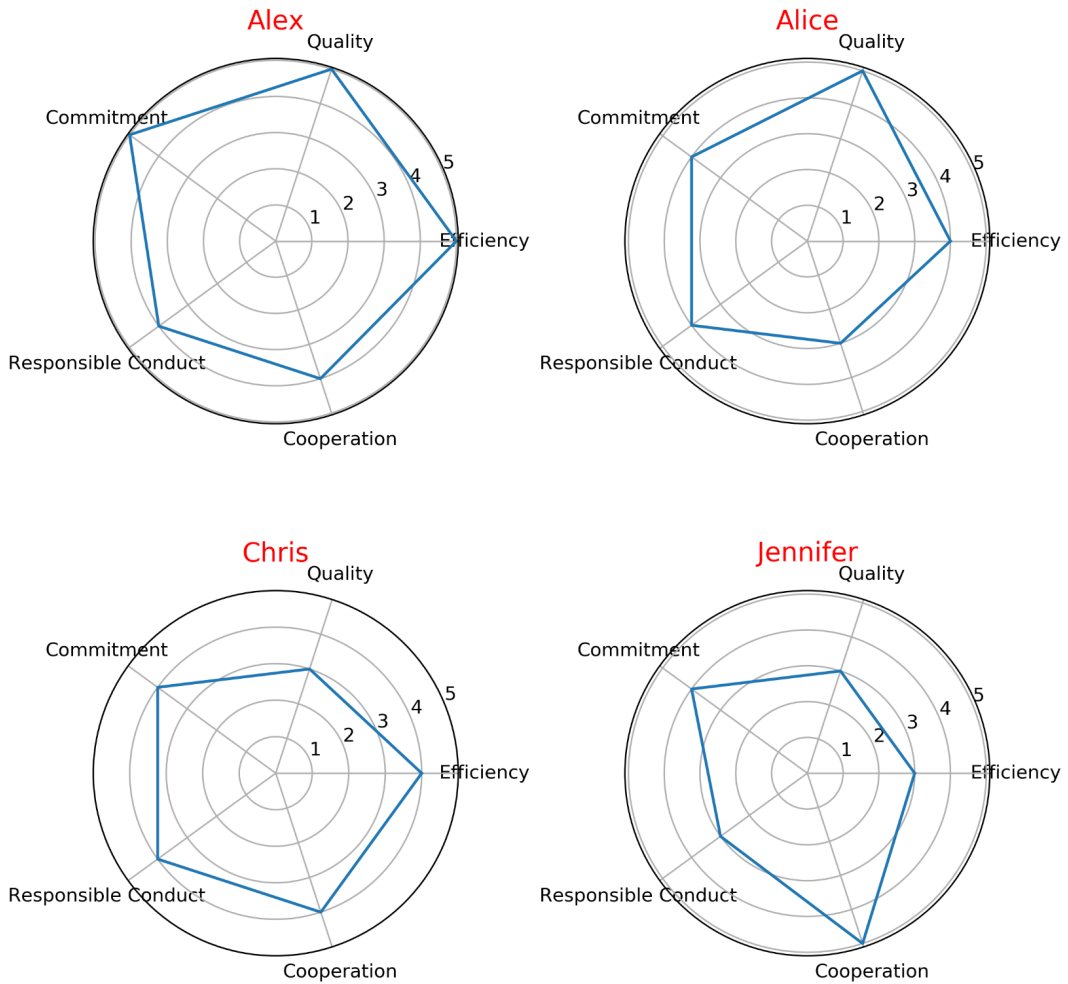 Alex
Quality
Commitment
5
4
3
2
1
Efficiency
Responsible Conduct
Cooperation
Alice
Quality
Commitment
5
4
3
2
1
Efficiency
Responsible Conduct
Cooperation
Chris
Quality
Commitment
5
4
3
2
1
Efficiency
Responsible Conduct
Cooperation
Jennifer
Quality
Commitment
5
4
3
2
1
Efficiency
Responsible Conduct
Cooperation